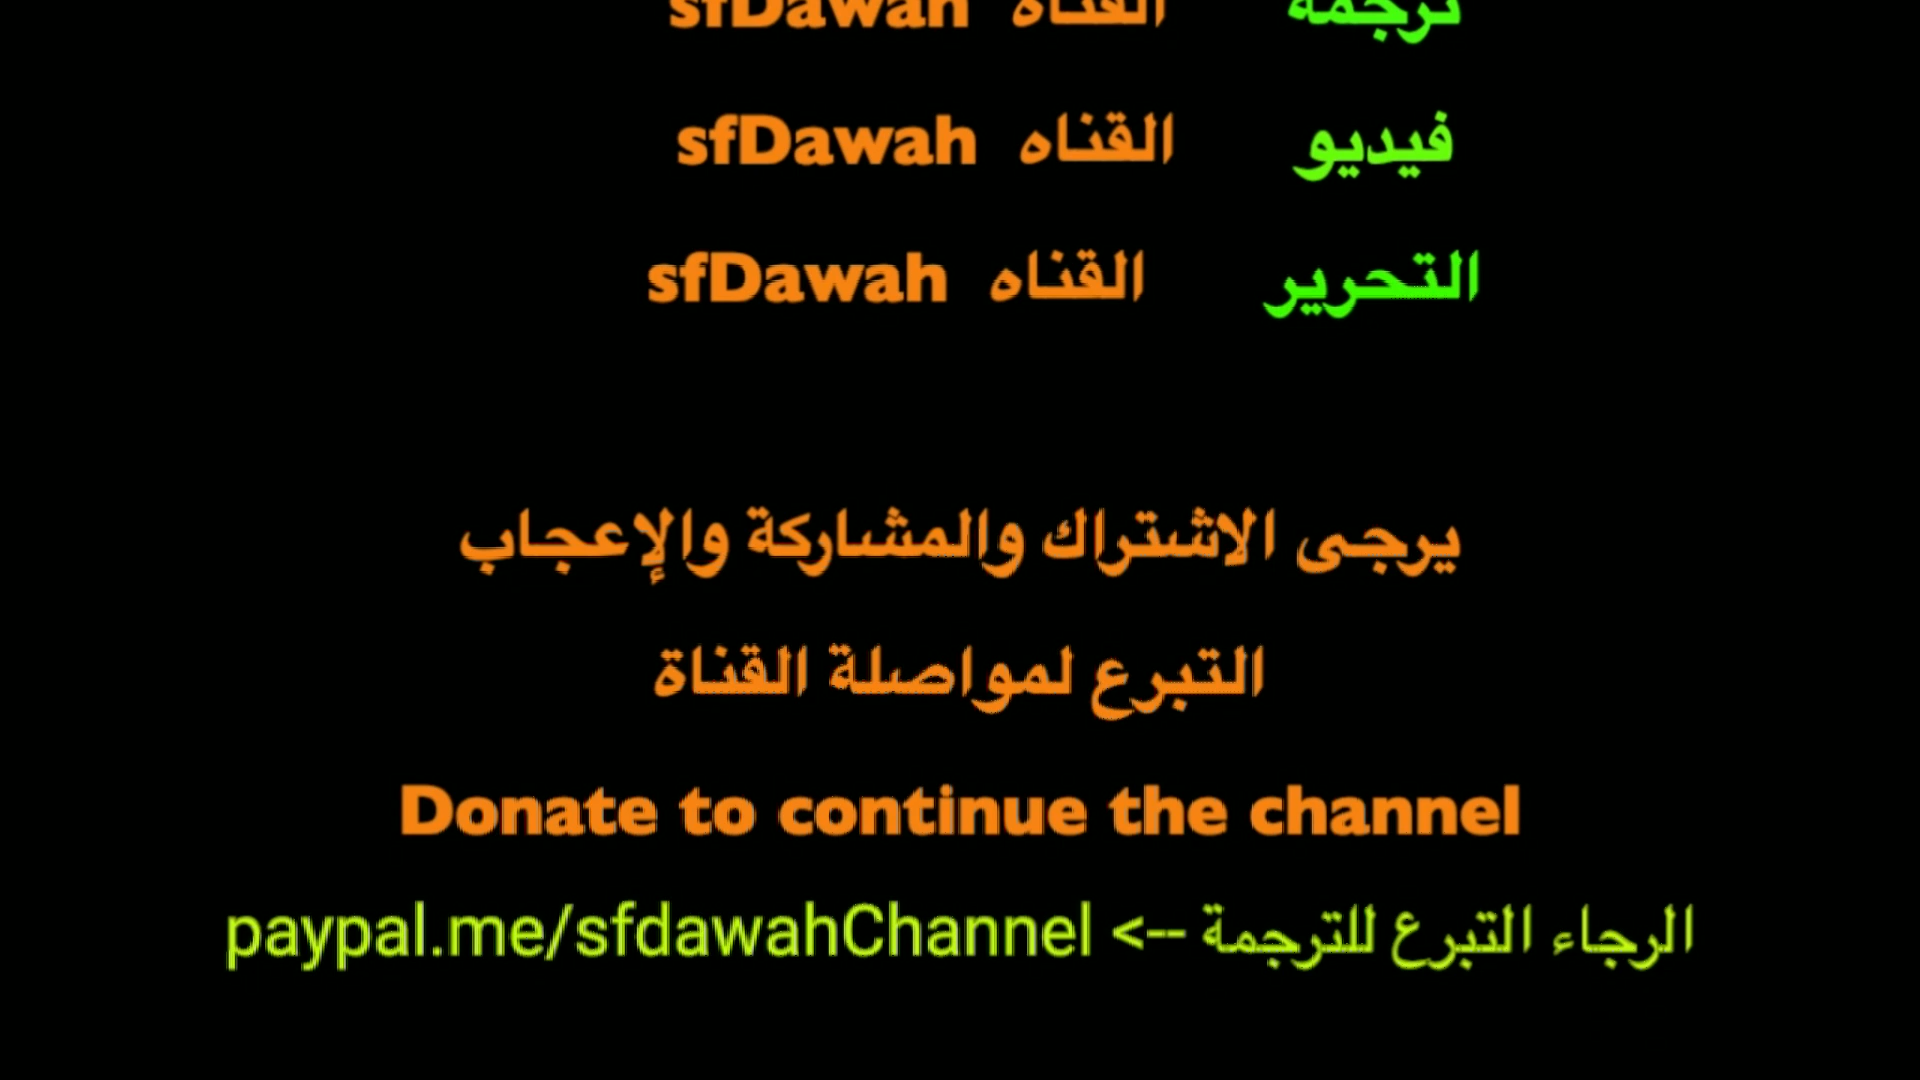 ترجمة القناه sfDawah
فيديو القناه sfDawah
التحرير القناه sfDawah
يرجى الاشتراك والمشاركة والإعجاب
التبرع لمواصلة القناة
Donate to continue the channel
الرجاء التبرع للترجمة --> paypal.me/sfdawahChannel